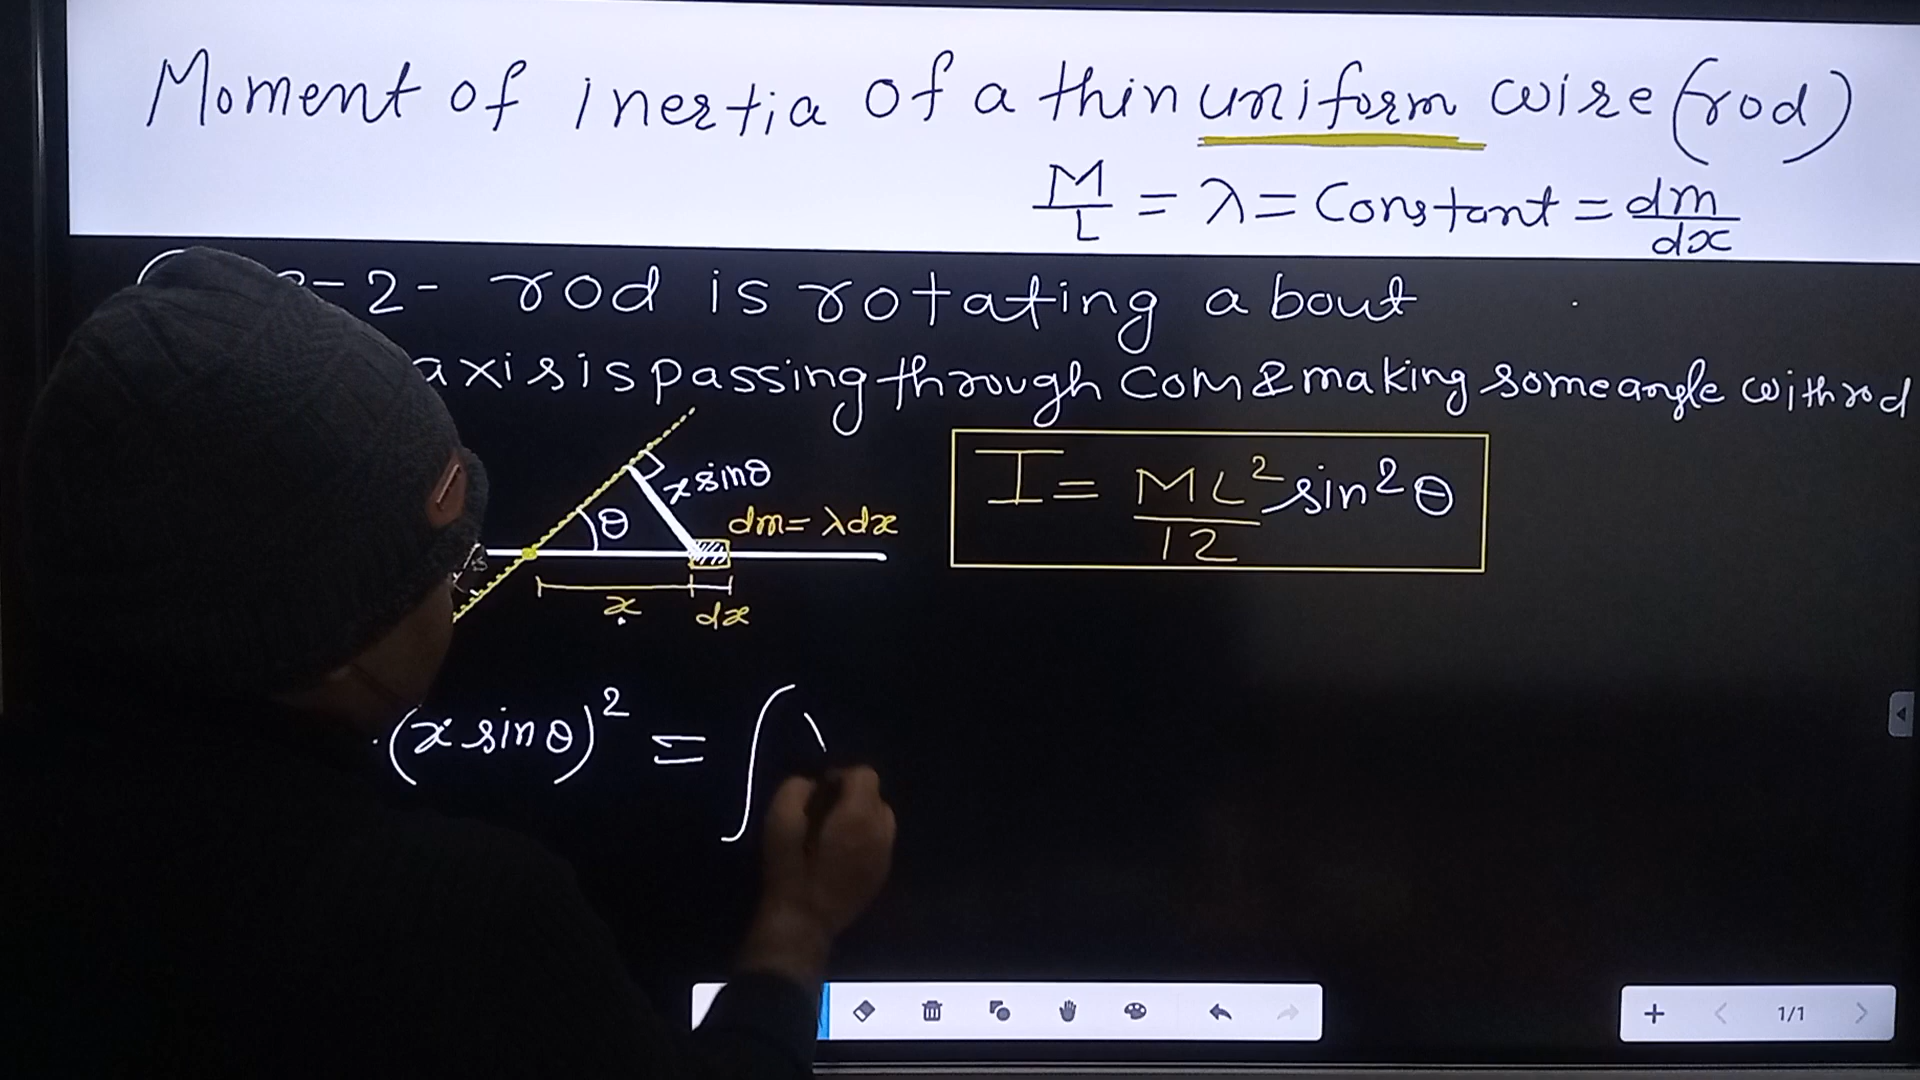 Moment of inertia of a thin uniform wire (rod)
M/L = λ = Constant = dm/dx
-2- rod is rotating about
axis is passing through COM & making some angle with rod
x sinθ
θ
dm = λdx
x
dx
I = ML²/12 sin²θ
(x sinθ)² = ∫
1/1